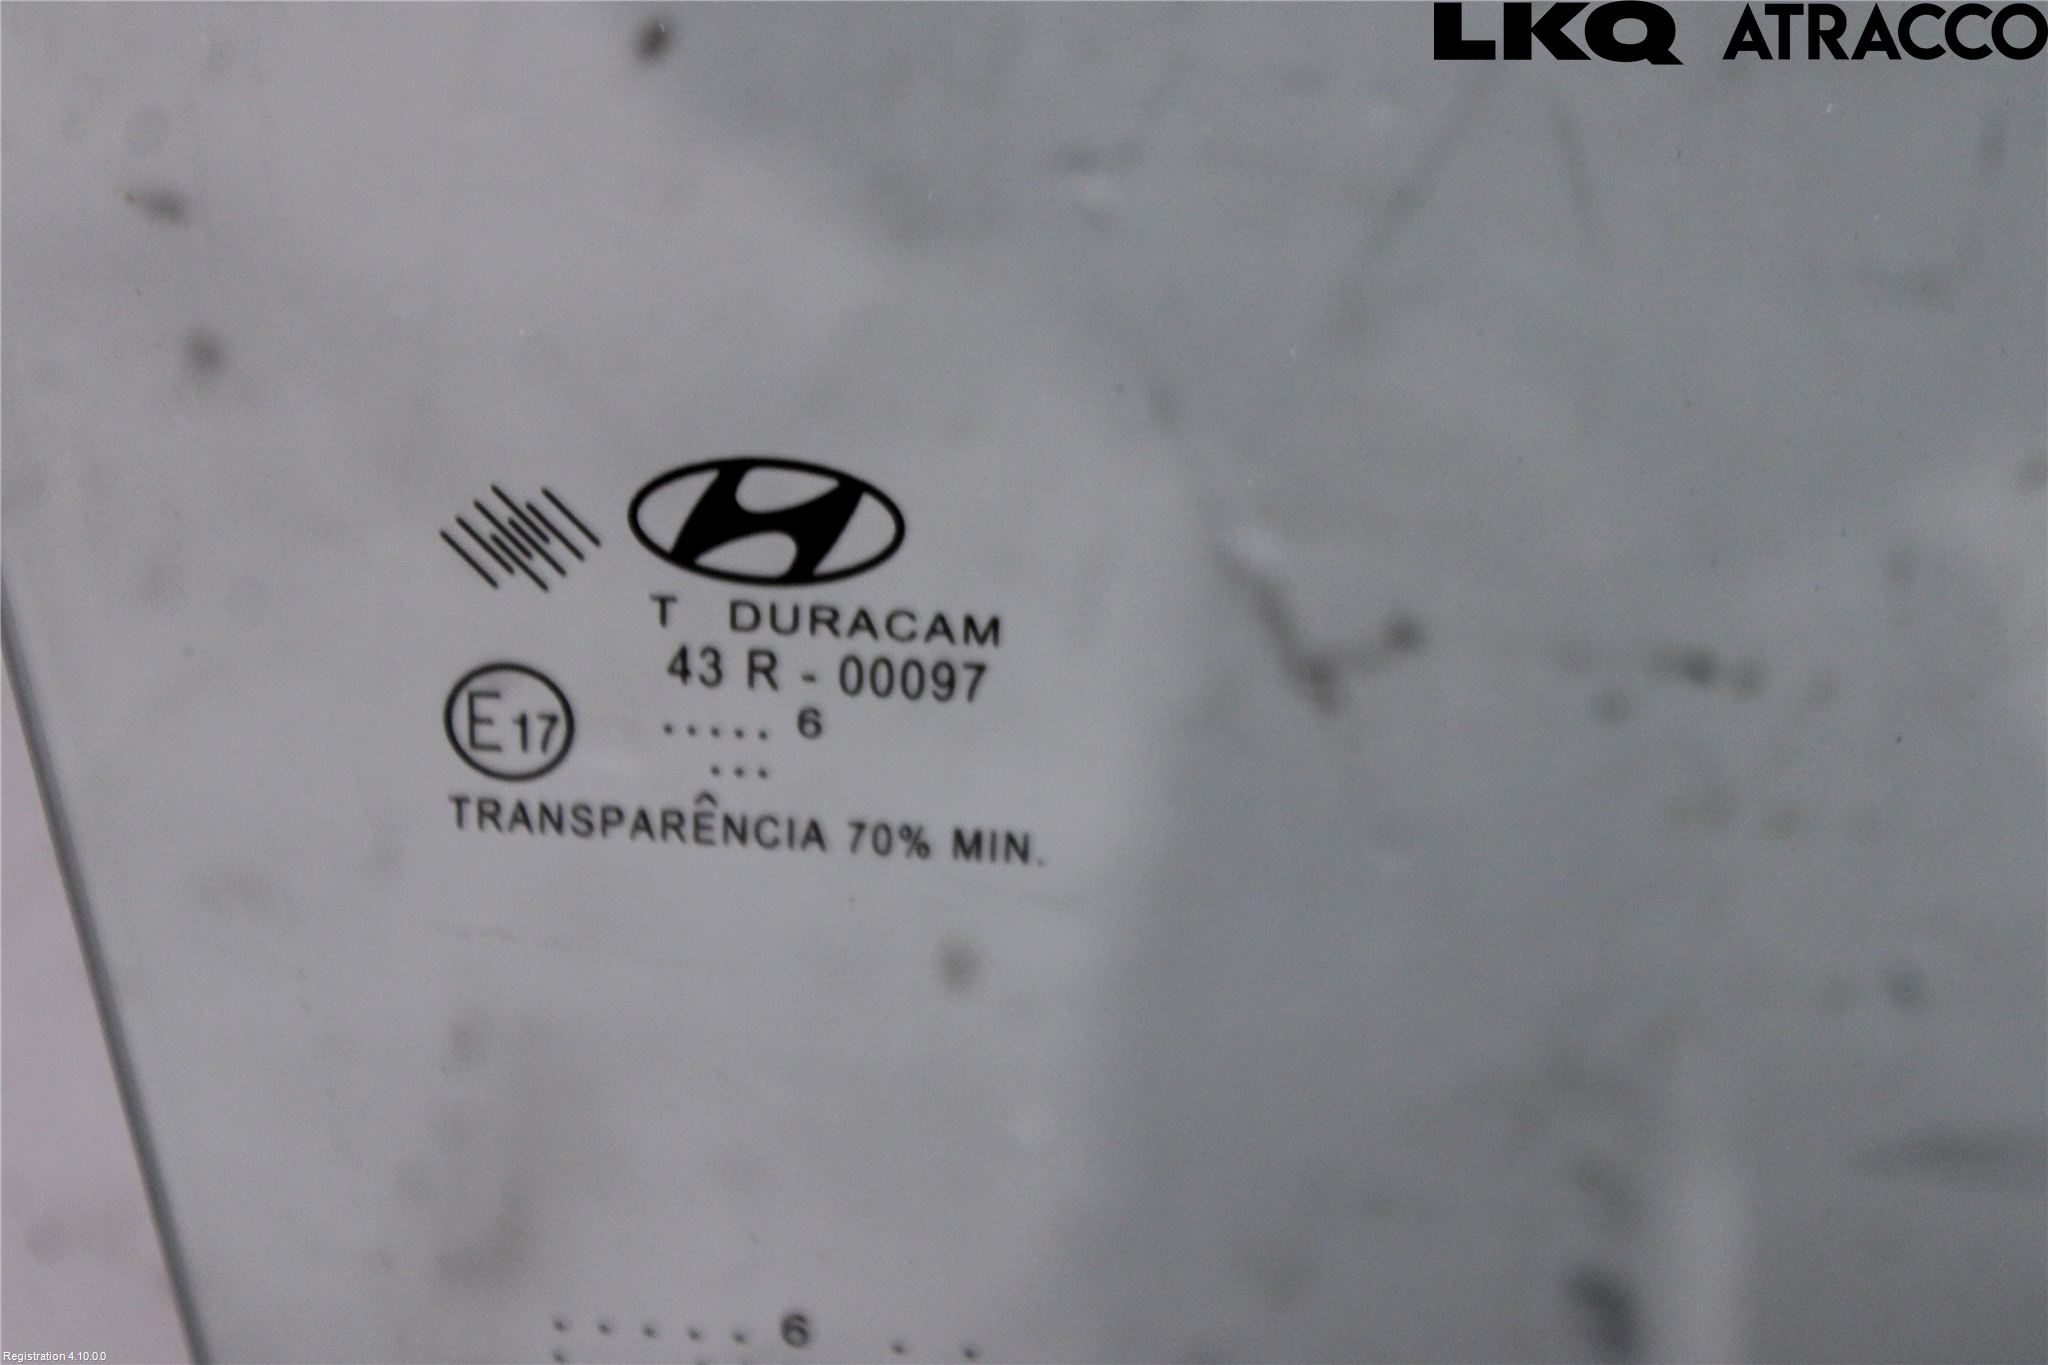 LKQ ATRACCO
T DURACAM
43 R - 00097
E17
..... 6
...
TRANSPARÊNCIA 70% MIN.
..... 6 ..
Registration 4.10.0.0